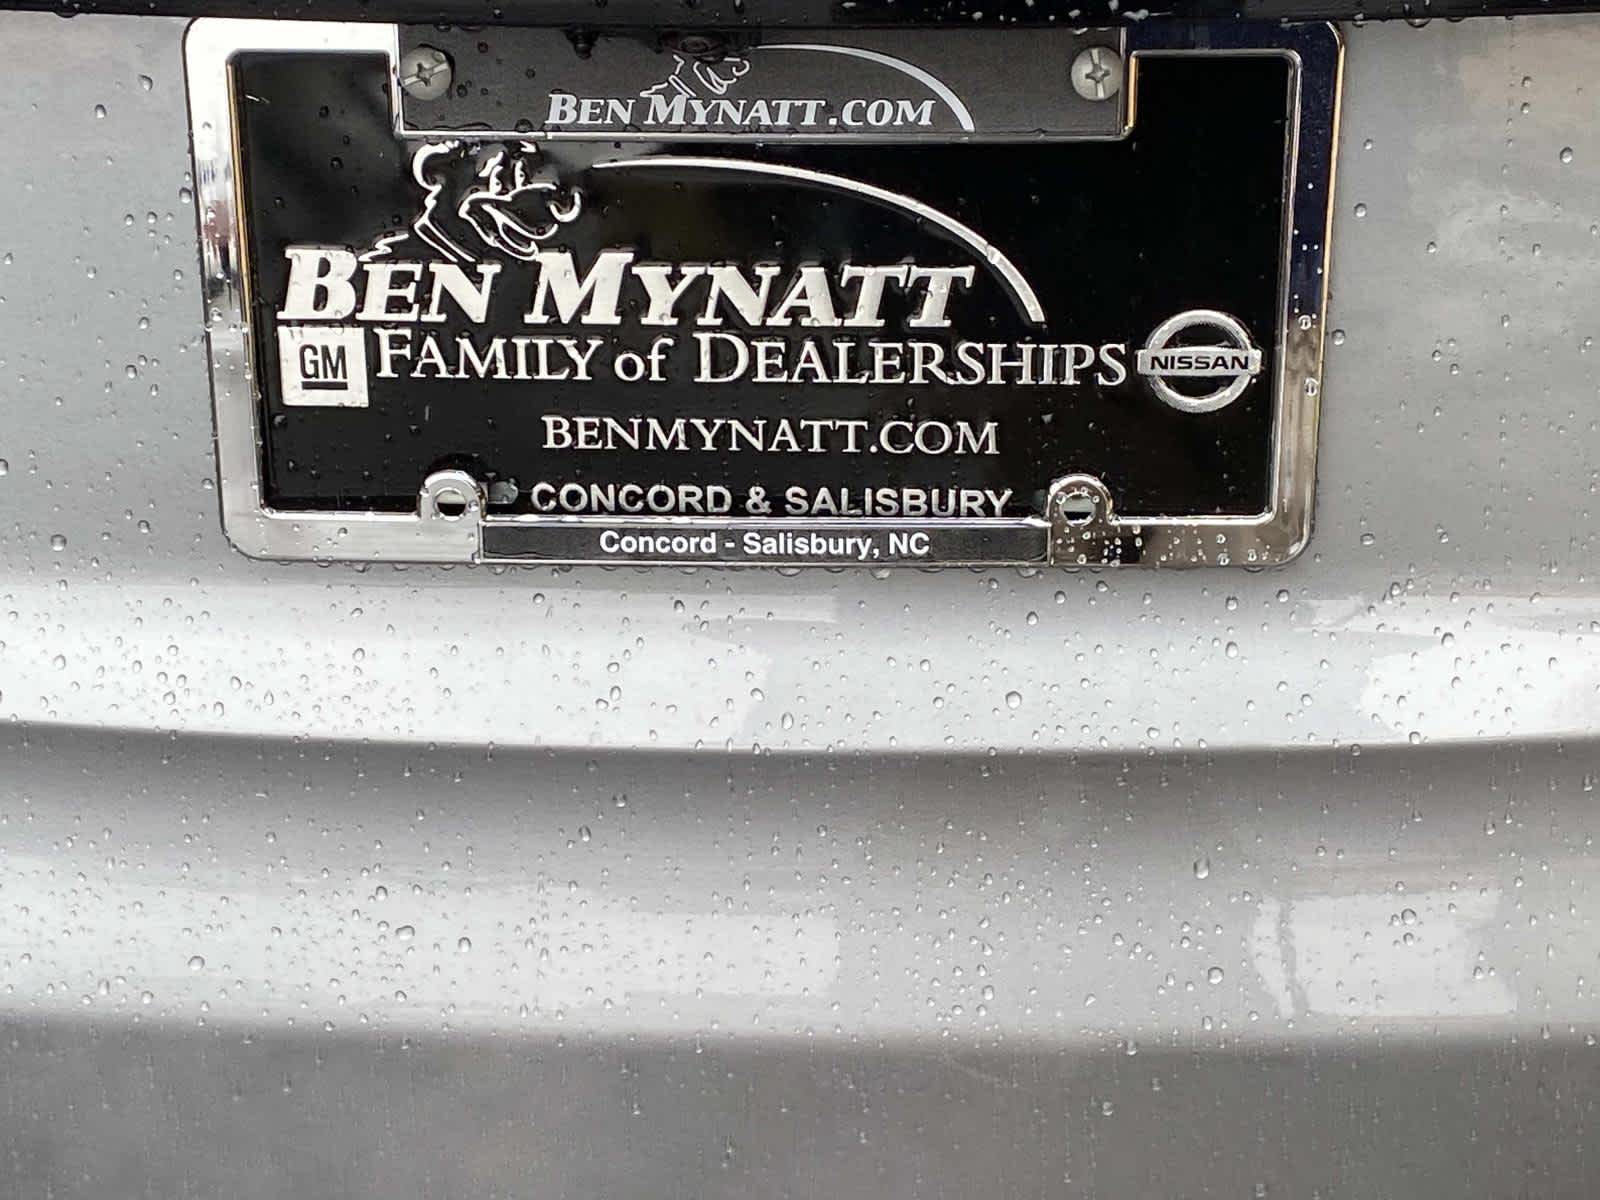 BEN MYNATT.COM
BEN MYNATT
GM FAMILY of DEALERSHIPS NISSAN
BENMYNATT.COM
CONCORD & SALISBURY
Concord - Salisbury, NC